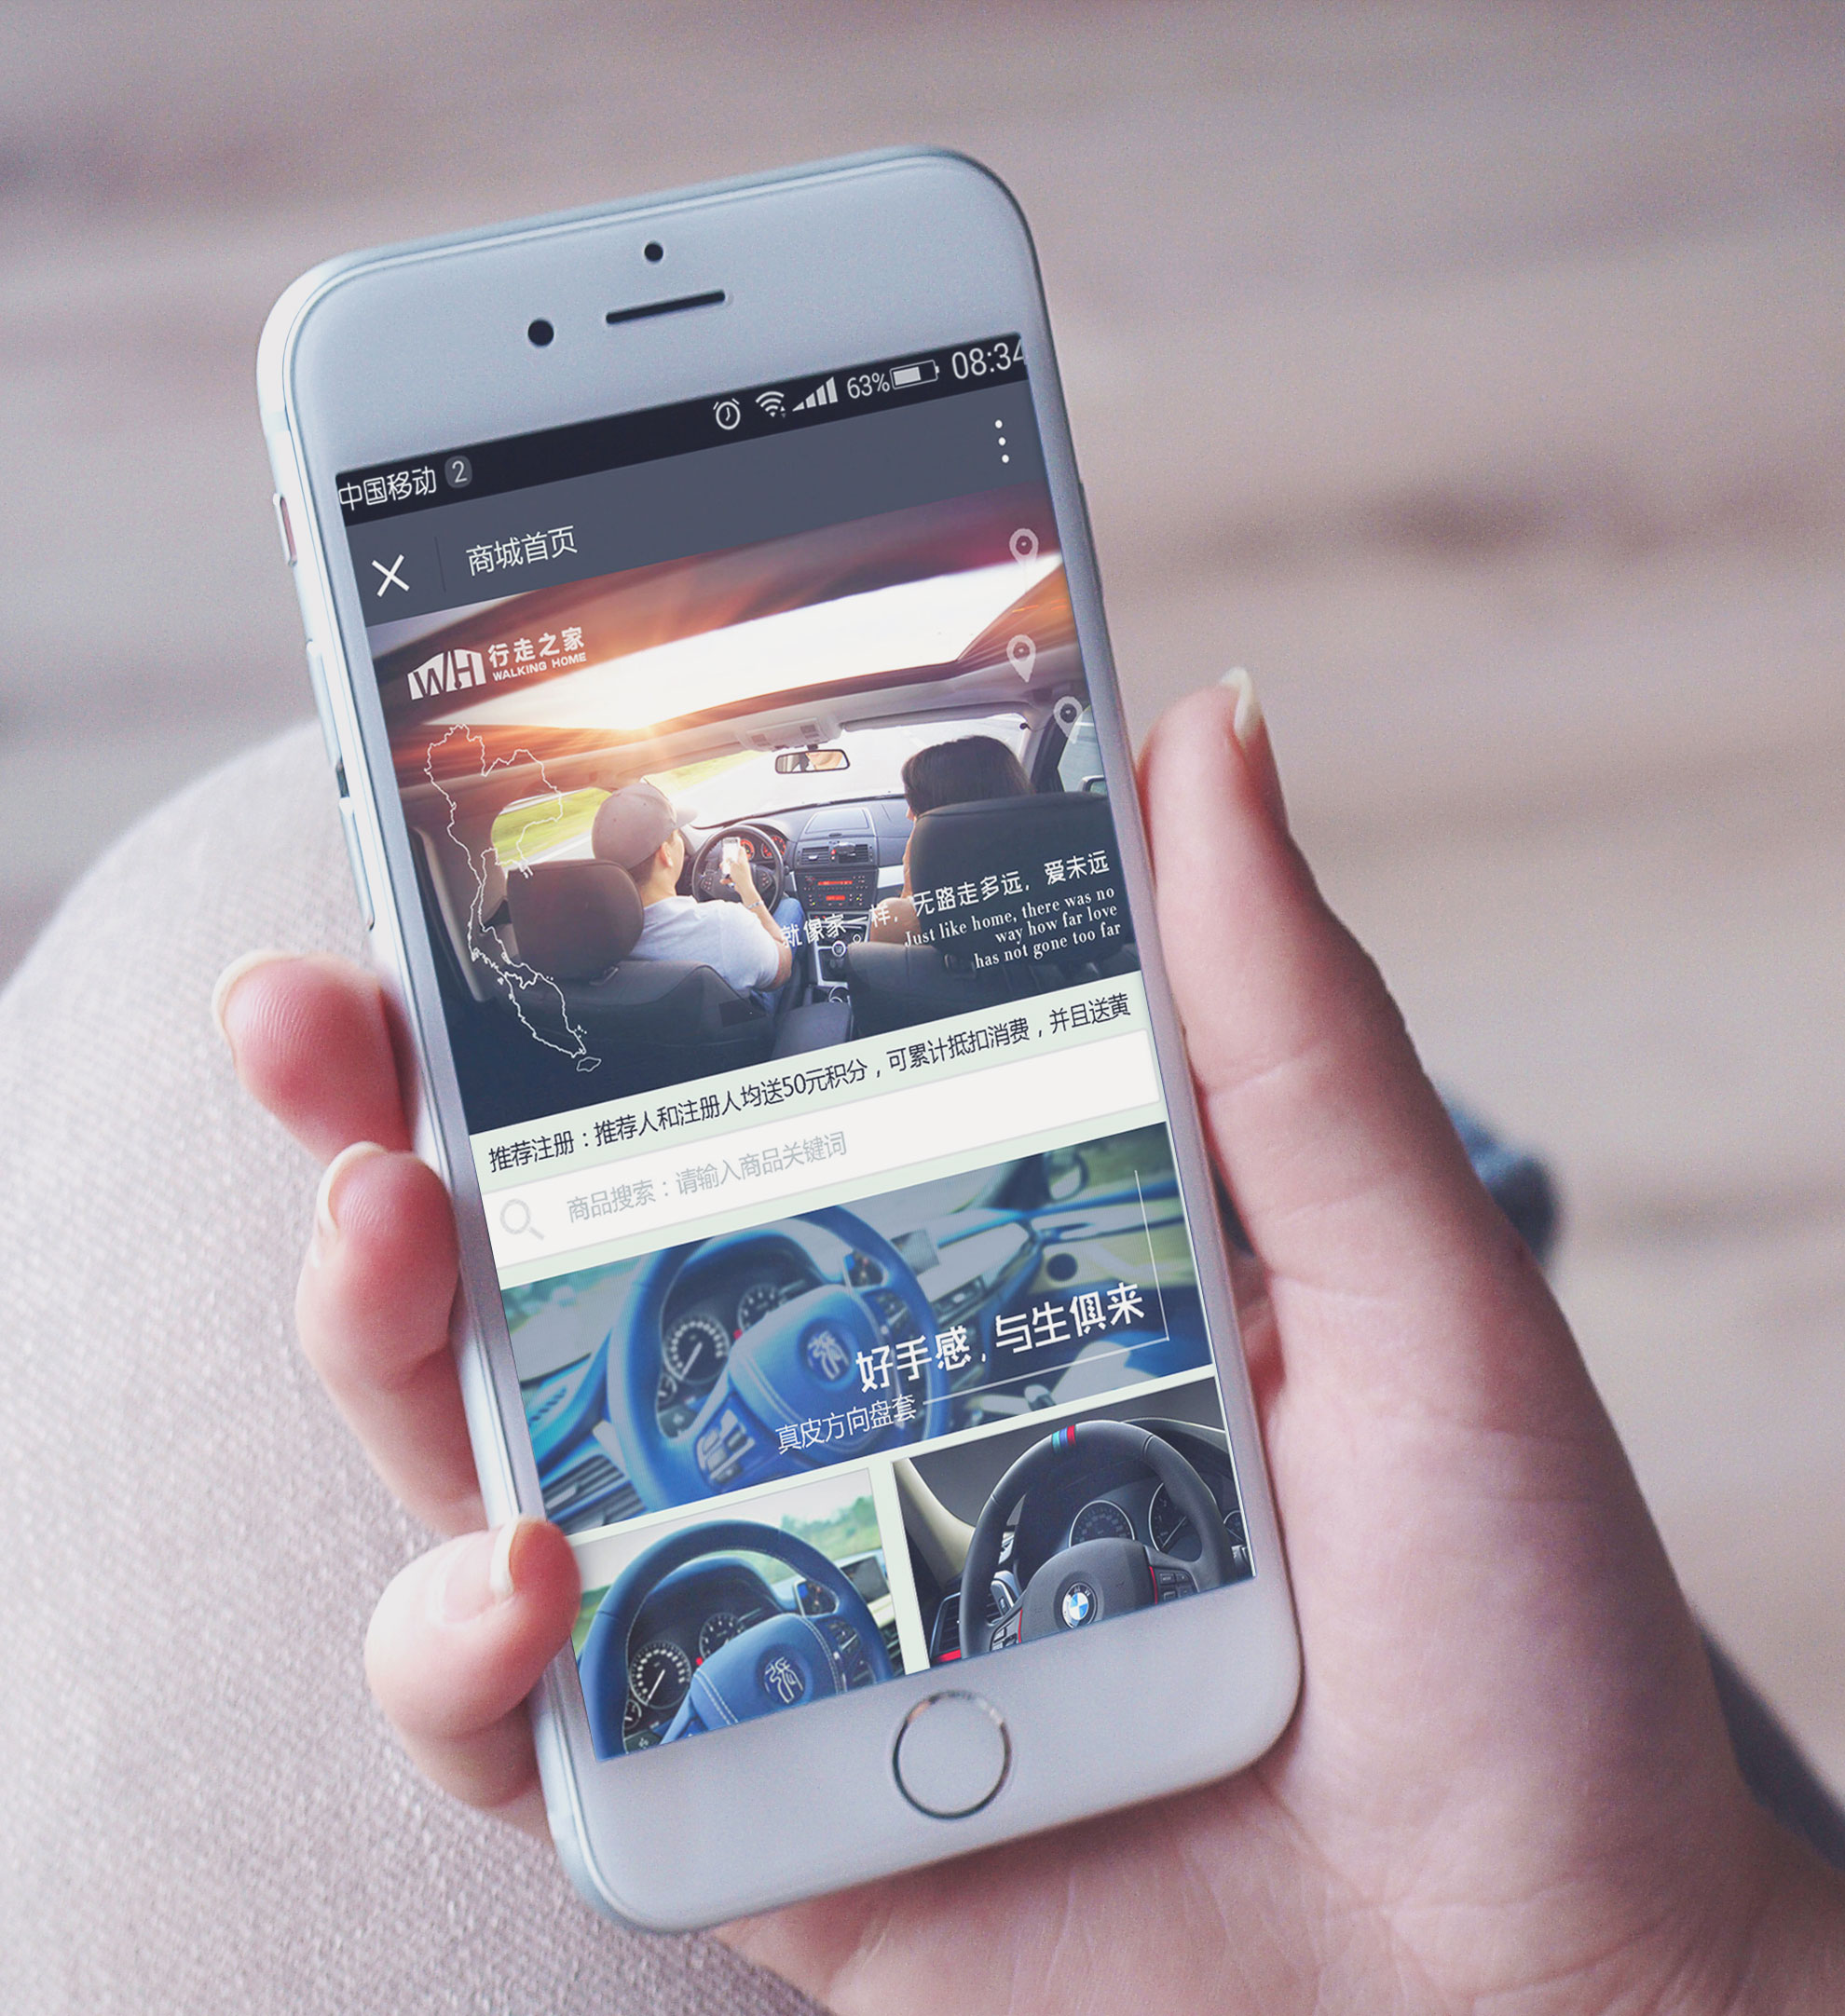 中国移动 2 63% 08:34
商城首页
WH 行走之家
WALKING HOME
就像家一样，无路走多远，爱未远
Just like home, there was no
way how far love
has not gone too far
推荐注册：推荐人和注册人均送50元积分，可累计抵扣消费，并且送黄
商品搜索：请输入商品关键词
好手感，与生俱来
真皮方向盘套